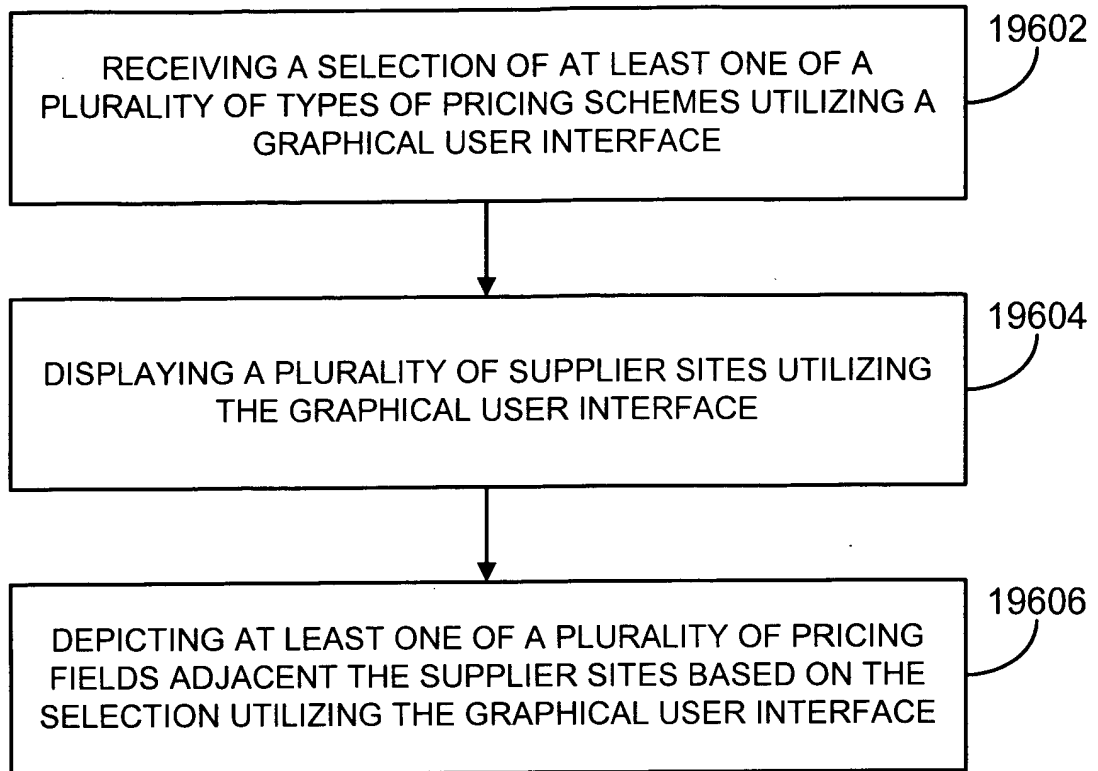 19602
RECEIVING A SELECTION OF AT LEAST ONE OF A
PLURALITY OF TYPES OF PRICING SCHEMES UTILIZING A
GRAPHICAL USER INTERFACE
19604
DISPLAYING A PLURALITY OF SUPPLIER SITES UTILIZING
THE GRAPHICAL USER INTERFACE
19606
DEPICTING AT LEAST ONE OF A PLURALITY OF PRICING
FIELDS ADJACENT THE SUPPLIER SITES BASED ON THE
SELECTION UTILIZING THE GRAPHICAL USER INTERFACE